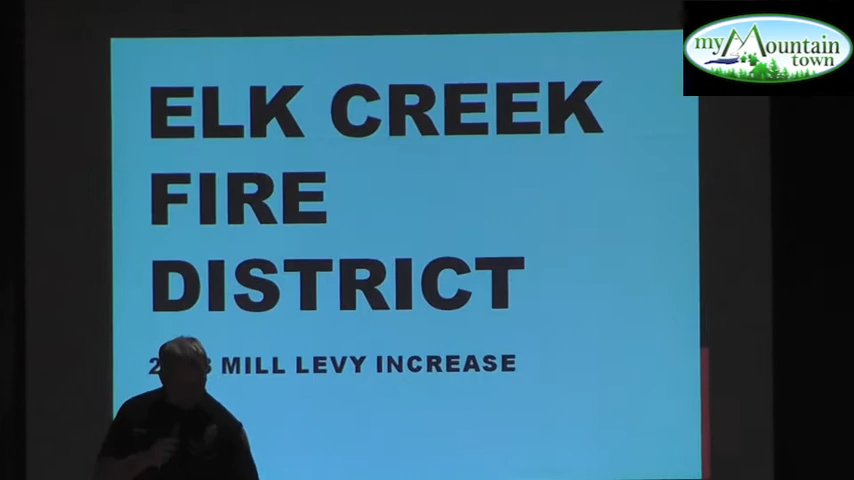 my Mountain
town
ELK CREEK
FIRE
DISTRICT
MILL LEVY INCREASE